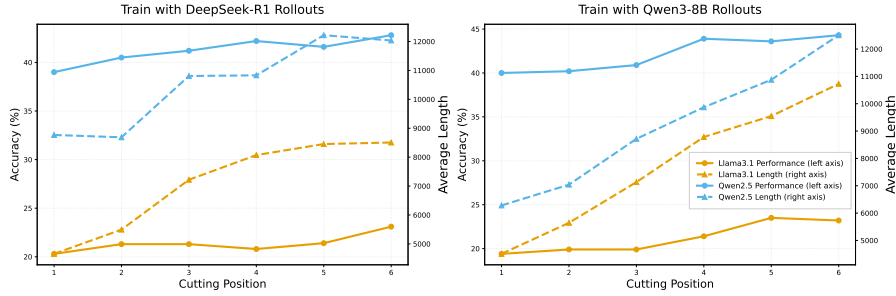 Train with DeepSeek-R1 Rollouts
Accuracy (%)
40
35
30
25
20
12000
11000
10000
9000
8000
7000
6000
5000
Average Length
1 2 3 4 5 6
Cutting Position
Train with Qwen3-8B Rollouts
Accuracy (%)
45
40
35
30
25
20
12000
11000
10000
9000
8000
7000
6000
5000
Average Length
Llama3.1 Performance (left axis)
Llama3.1 Length (right axis)
Qwen2.5 Performance (left axis)
Qwen2.5 Length (right axis)
1 2 3 4 5 6
Cutting Position